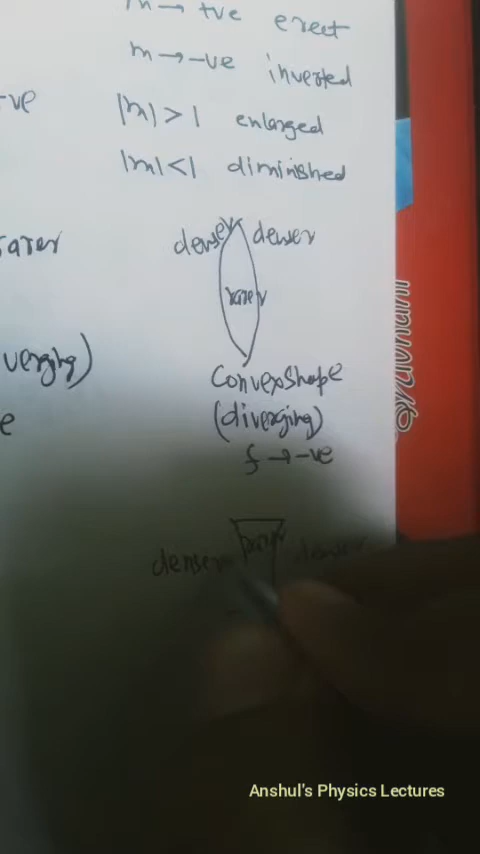 m → +ve erect
m → -ve inverted
-ve
|m| > 1 enlarged
|m| < 1 diminished
denser denser
rarer
verging)
Convex shape
(diverging)
e
f → -ve
rarer
denser denser
Anshul's Physics Lectures